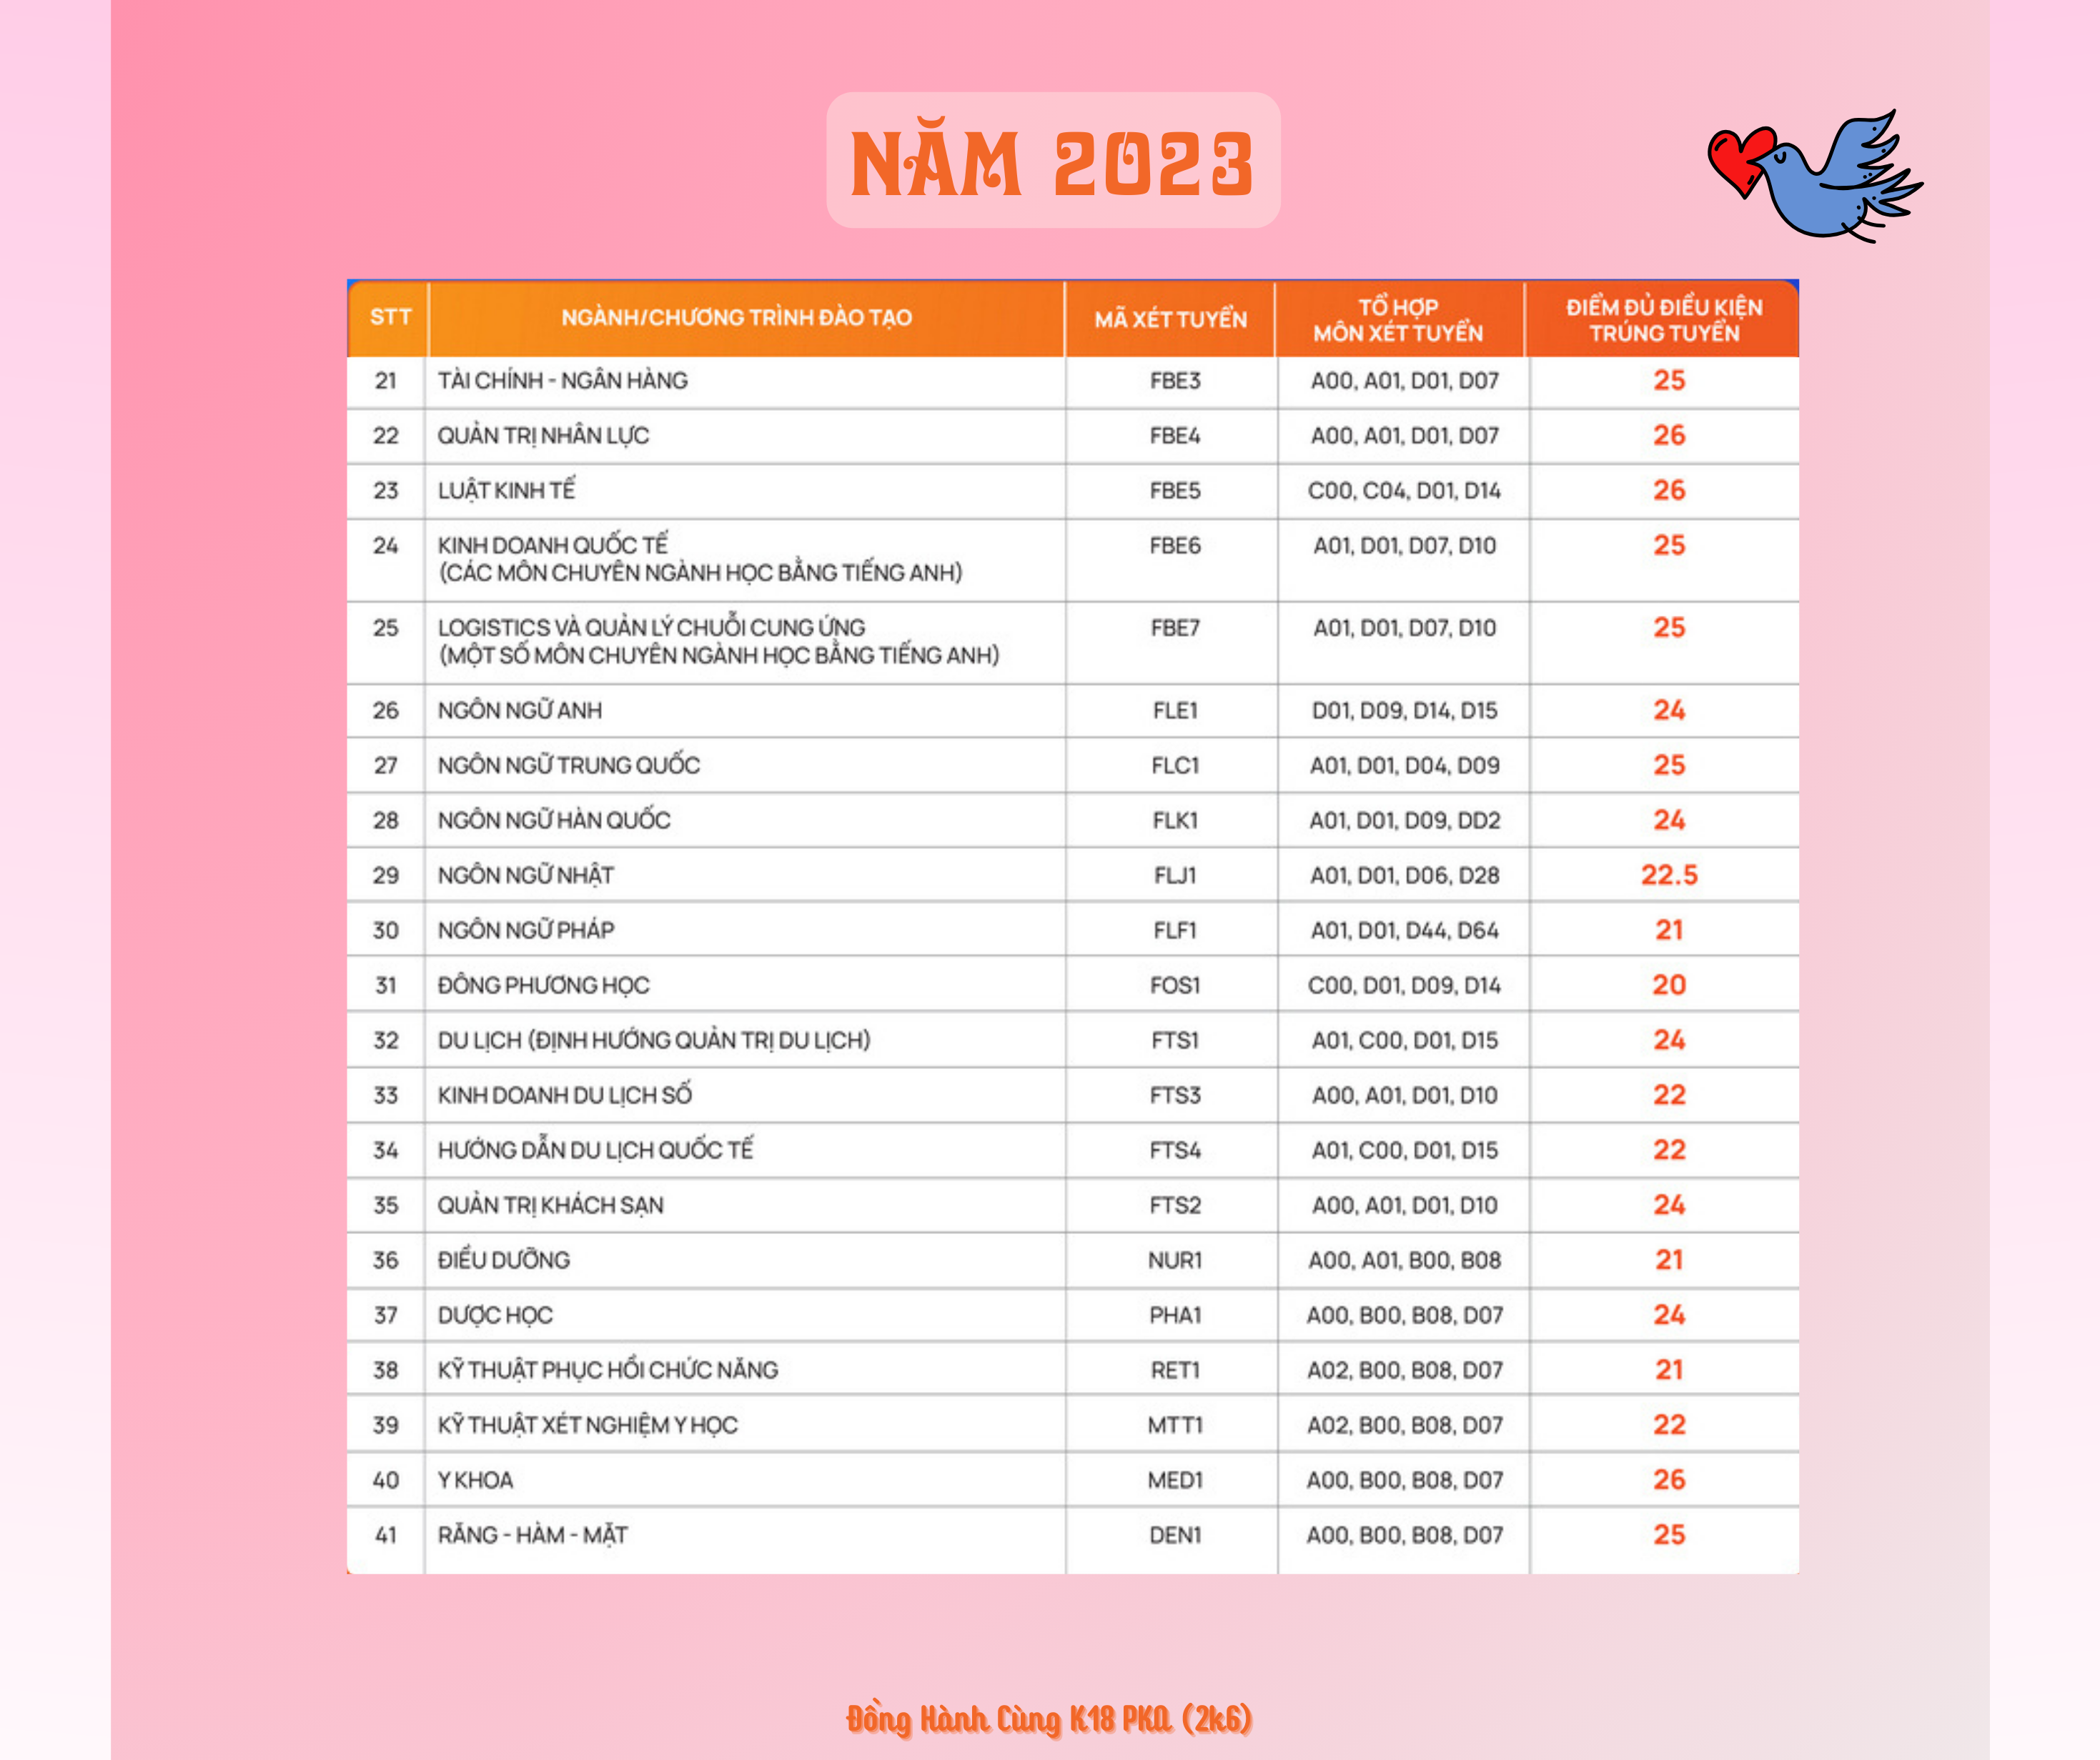 NĂM 2023
STT NGÀNH/CHƯƠNG TRÌNH ĐÀO TẠO MÃ XÉT TUYỂN TỔ HỢP MÔN XÉT TUYỂN ĐIỂM ĐỦ ĐIỀU KIỆN TRÚNG TUYỂN
21 TÀI CHÍNH - NGÂN HÀNG FBE3 A00, A01, D01, D07 25
22 QUẢN TRỊ NHÂN LỰC FBE4 A00, A01, D01, D07 26
23 LUẬT KINH TẾ FBE5 C00, C04, D01, D14 26
24 KINH DOANH QUỐC TẾ FBE6 A01, D01, D07, D10 25
(CÁC MÔN CHUYÊN NGÀNH HỌC BẰNG TIẾNG ANH)
25 LOGISTICS VÀ QUẢN LÝ CHUỖI CUNG ỨNG FBE7 A01, D01, D07, D10 25
(MỘT SỐ MÔN CHUYÊN NGÀNH HỌC BẰNG TIẾNG ANH)
26 NGÔN NGỮ ANH FLE1 D01, D09, D14, D15 24
27 NGÔN NGỮ TRUNG QUỐC FLC1 A01, D01, D04, D09 25
28 NGÔN NGỮ HÀN QUỐC FLK1 A01, D01, D09, DD2 24
29 NGÔN NGỮ NHẬT FLJ1 A01, D01, D06, D28 22.5
30 NGÔN NGỮ PHÁP FLF1 A01, D01, D44, D64 21
31 ĐÔNG PHƯƠNG HỌC FOS1 C00, D01, D09, D14 20
32 DU LỊCH (ĐỊNH HƯỚNG QUẢN TRỊ DU LỊCH) FTS1 A01, C00, D01, D15 24
33 KINH DOANH DU LỊCH SỐ FTS3 A00, A01, D01, D10 22
34 HƯỚNG DẪN DU LỊCH QUỐC TẾ FTS4 A01, C00, D01, D15 22
35 QUẢN TRỊ KHÁCH SẠN FTS2 A00, A01, D01, D10 24
36 ĐIỀU DƯỠNG NUR1 A00, A01, B00, B08 21
37 DƯỢC HỌC PHA1 A00, B00, B08, D07 24
38 KỸ THUẬT PHỤC HỒI CHỨC NĂNG RET1 A02, B00, B08, D07 21
39 KỸ THUẬT XÉT NGHIỆM Y HỌC MTT1 A02, B00, B08, D07 22
40 Y KHOA MED1 A00, B00, B08, D07 26
41 RĂNG - HÀM - MẶT DEN1 A00, B00, B08, D07 25
Đồng Hành Cùng K18 PKA (2k6)